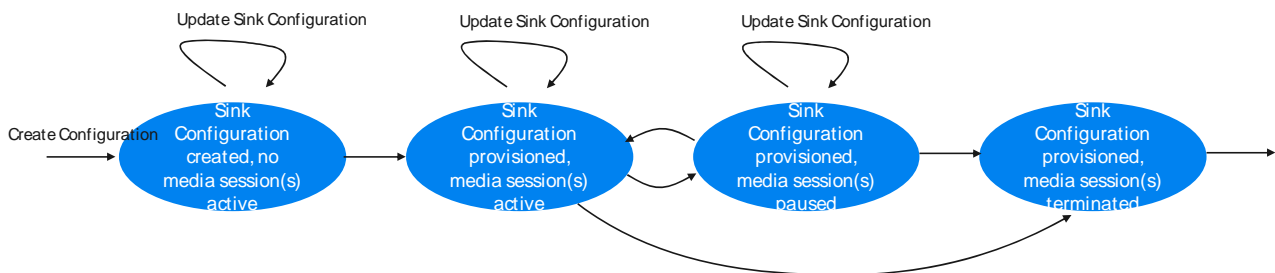 Update Sink Configuration
Update Sink Configuration
Update Sink Configuration
Create Configuration
Sink
Configuration
created, no
media session(s)
active
Sink
Configuration
provisioned,
media session(s)
active
Sink
Configuration
provisioned,
media session(s)
paused
Sink
Configuration
provisioned,
media session(s)
terminated